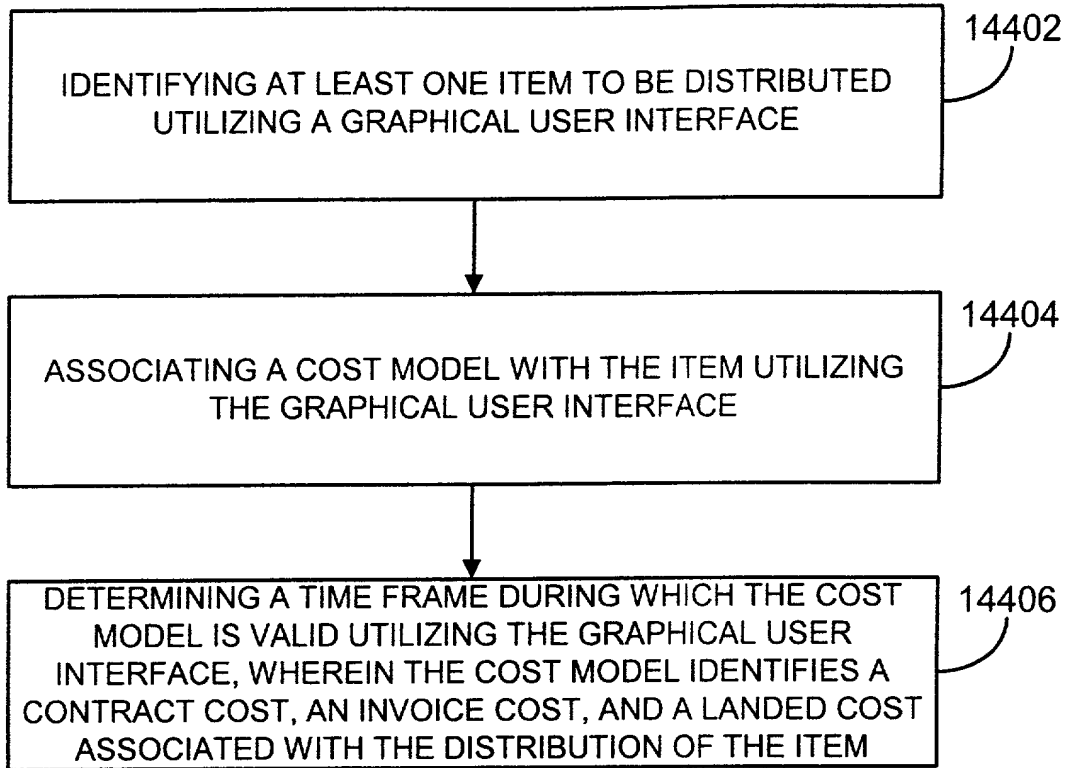 14402
IDENTIFYING AT LEAST ONE ITEM TO BE DISTRIBUTED
UTILIZING A GRAPHICAL USER INTERFACE
14404
ASSOCIATING A COST MODEL WITH THE ITEM UTILIZING
THE GRAPHICAL USER INTERFACE
14406
DETERMINING A TIME FRAME DURING WHICH THE COST
MODEL IS VALID UTILIZING THE GRAPHICAL USER
INTERFACE, WHEREIN THE COST MODEL IDENTIFIES A
CONTRACT COST, AN INVOICE COST, AND A LANDED COST
ASSOCIATED WITH THE DISTRIBUTION OF THE ITEM